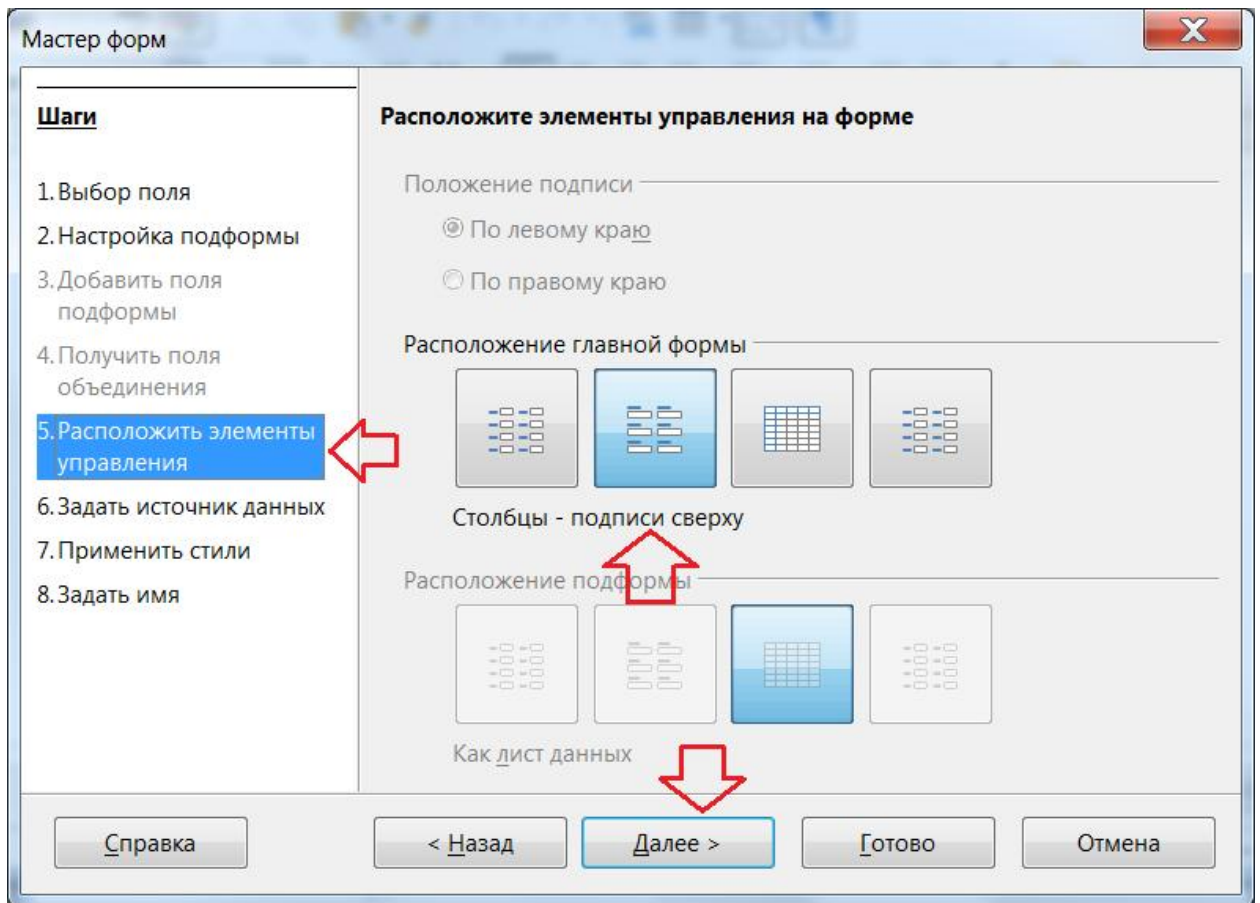 Мастер форм
Шаги
1. Выбор поля
2. Настройка подформы
3. Добавить поля
подформы
4. Получить поля
объединения
5. Расположить элементы
управления
6. Задать источник данных
7. Применить стили
8. Задать имя
Расположите элементы управления на форме
Положение подписи
По левому краю
По правому краю
Расположение главной формы
Столбцы - подписи сверху
Расположение подформы
Как лист данных
Справка
< Назад
Далее >
Готово
Отмена